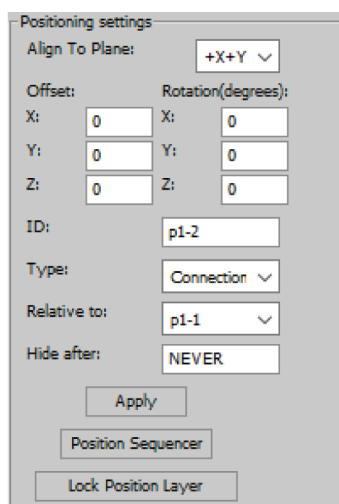 Positioning settings
Align To Plane: +X+Y
Offset: Rotation(degrees):
X: 0 X: 0
Y: 0 Y: 0
Z: 0 Z: 0
ID: p1-2
Type: Connection
Relative to: p1-1
Hide after: NEVER
Apply
Position Sequencer
Lock Position Layer